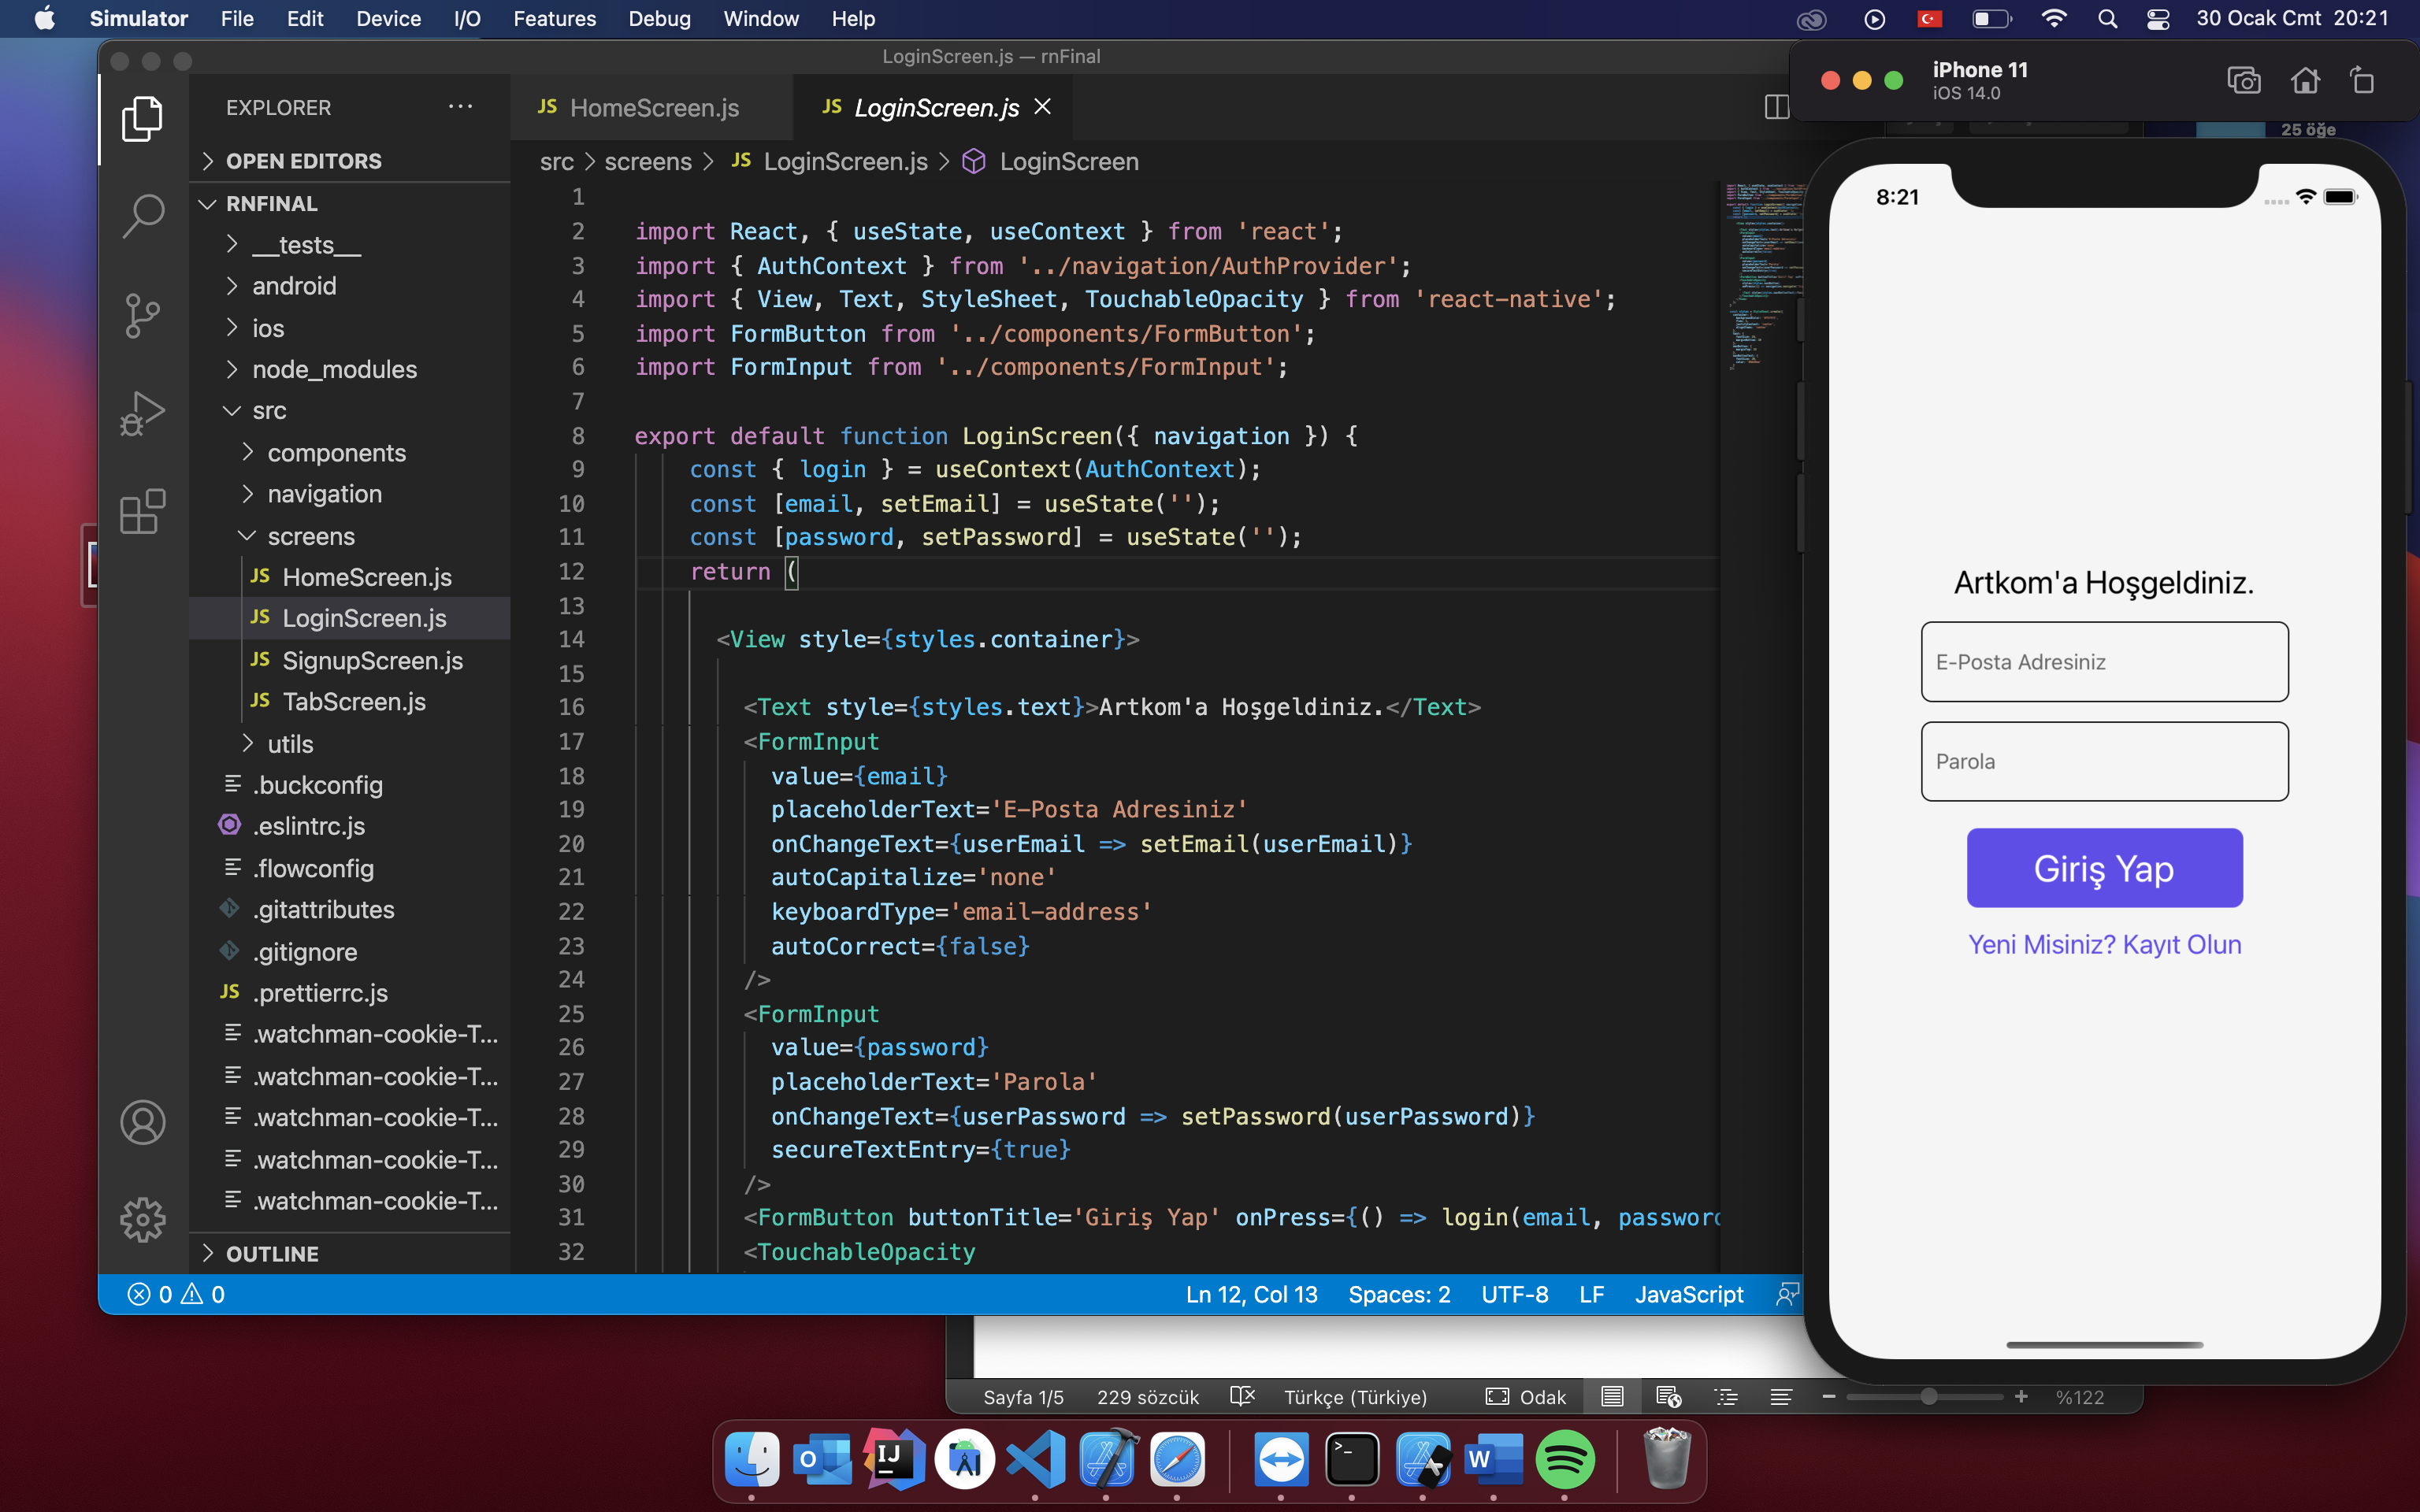 Simulator File Edit Device I/O Features Debug Window Help 30 Ocak Cmt 20:21
LoginScreen.js — rnFinal
EXPLORER
OPEN EDITORS
RNFINAL
__tests__
android
ios
node_modules
src
components
navigation
screens
JS HomeScreen.js
JS LoginScreen.js
JS SignupScreen.js
JS TabScreen.js
utils
.buckconfig
.eslintrc.js
.flowconfig
.gitattributes
.gitignore
JS .prettierrc.js
.watchman-cookie-T...
.watchman-cookie-T...
.watchman-cookie-T...
.watchman-cookie-T...
.watchman-cookie-T...
OUTLINE
JS HomeScreen.js JS LoginScreen.js
src > screens > JS LoginScreen.js > LoginScreen
1
2 import React, { useState, useContext } from 'react';
3 import { AuthContext } from '../navigation/AuthProvider';
4 import { View, Text, StyleSheet, TouchableOpacity } from 'react-native';
5 import FormButton from '../components/FormButton';
6 import FormInput from '../components/FormInput';
7
8 export default function LoginScreen({ navigation }) {
9 const { login } = useContext(AuthContext);
10 const [email, setEmail] = useState('');
11 const [password, setPassword] = useState('');
12 return (
13
14 <View style={styles.container}>
15
16 <Text style={styles.text}>Artkom'a Hoşgeldiniz.</Text>
17 <FormInput
18 value={email}
19 placeholderText='E-Posta Adresiniz'
20 onChangeText={userEmail => setEmail(userEmail)}
21 autoCapitalize='none'
22 keyboardType='email-address'
23 autoCorrect={false}
24 />
25 <FormInput
26 value={password}
27 placeholderText='Parola'
28 onChangeText={userPassword => setPassword(userPassword)}
29 secureTextEntry={true}
30 />
31 <FormButton buttonTitle='Giriş Yap' onPress={() => login(email, password
32 <TouchableOpacity
0 0 Ln 12, Col 13 Spaces: 2 UTF-8 LF JavaScript
iPhone 11
iOS 14.0
25 öğe
8:21
Artkom'a Hoşgeldiniz.
E-Posta Adresiniz
Parola
Giriş Yap
Yeni Misiniz? Kayıt Olun
Sayfa 1/5 229 sözcük Türkçe (Türkiye) Odak %122